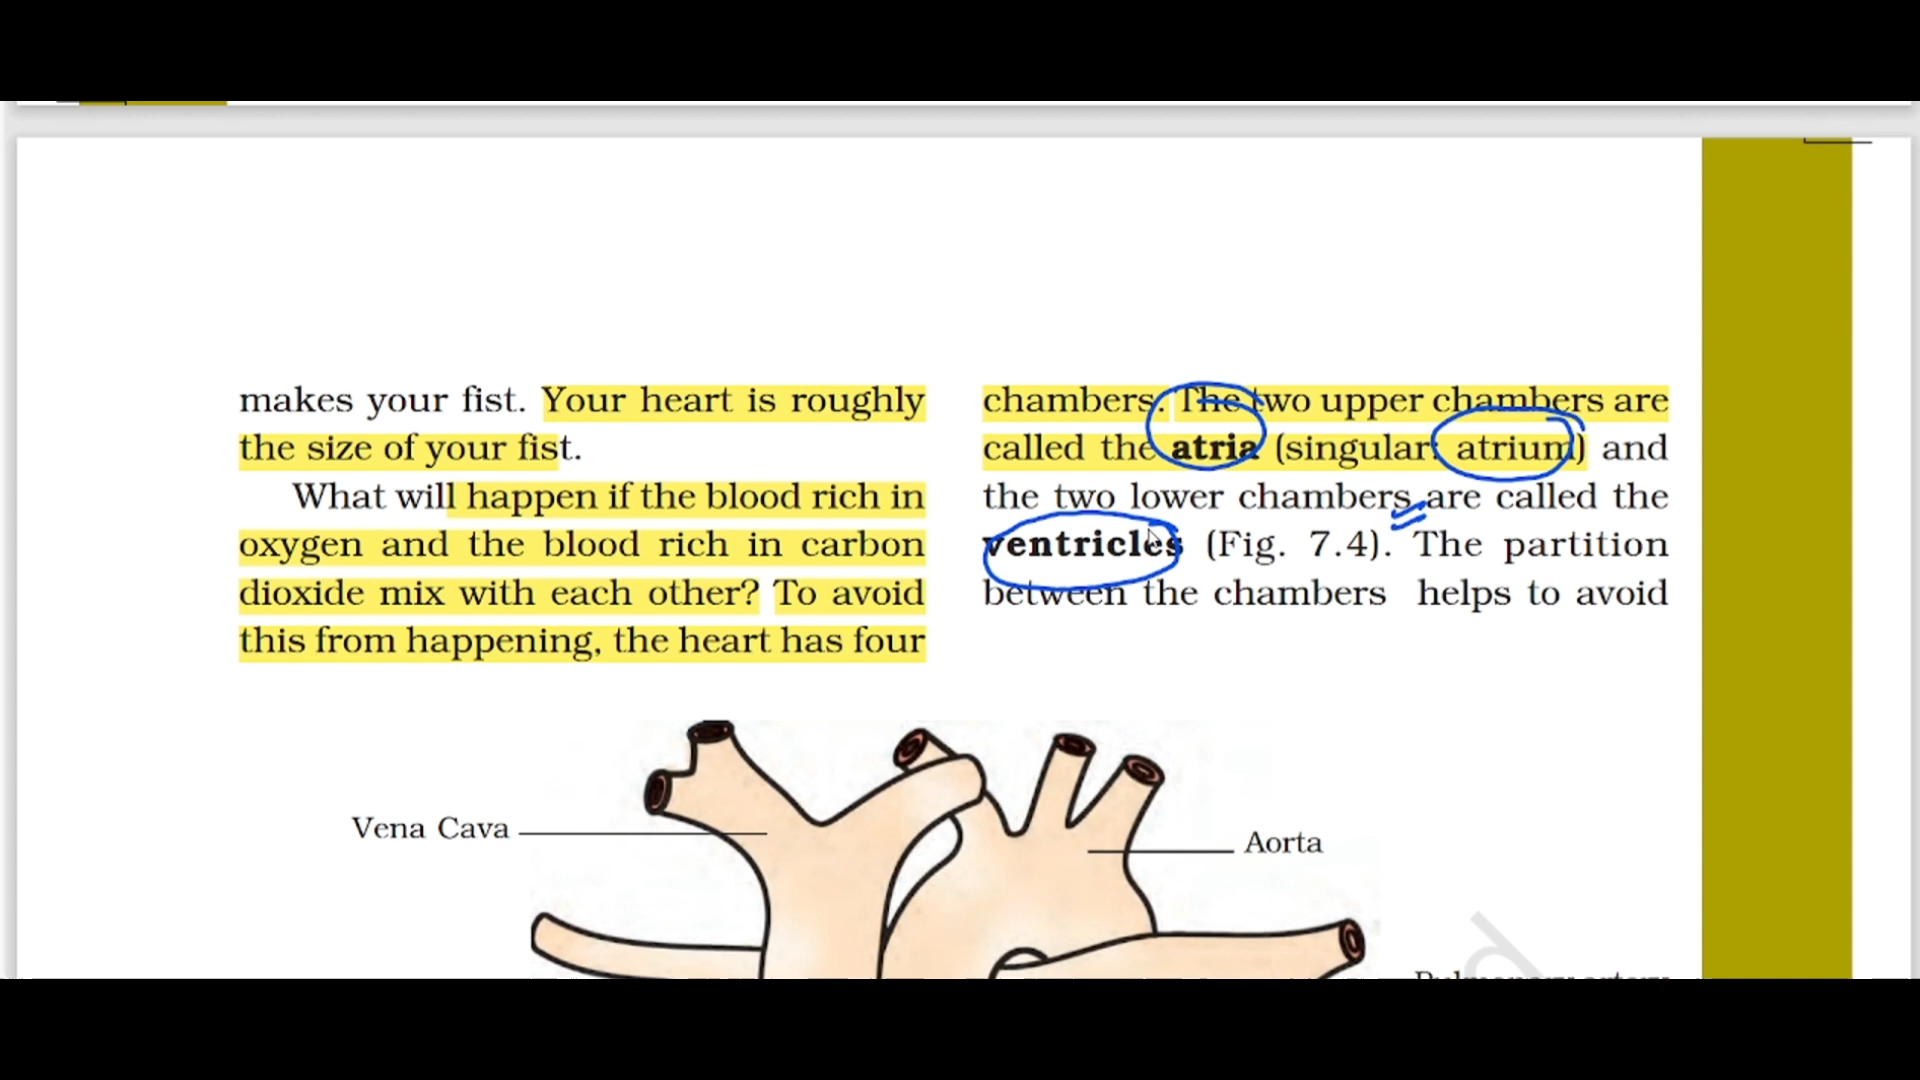 makes your fist. Your heart is roughly
the size of your fist.
What will happen if the blood rich in
oxygen and the blood rich in carbon
dioxide mix with each other? To avoid
this from happening, the heart has four
chambers. The two upper chambers are
called the atria (singular: atrium) and
the two lower chambers are called the
ventricles (Fig. 7.4). The partition
between the chambers helps to avoid
Vena Cava
Aorta
Pulmonary artery